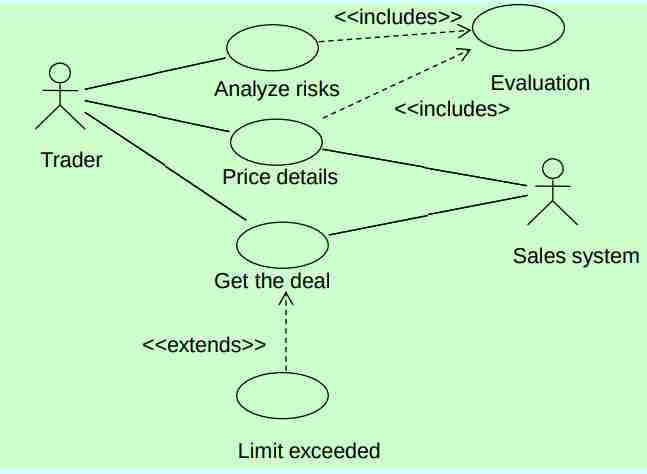 <<includes>>
Analyze risks
Evaluation
<<includes>
Trader
Price details
Sales system
Get the deal
<<extends>>
Limit exceeded